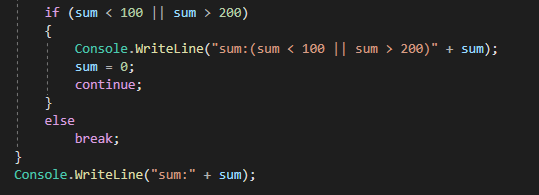 if (sum < 100 || sum > 200)
{
Console.WriteLine("sum:(sum < 100 || sum > 200)" + sum);
sum = 0;
continue;
}
else
break;
}
Console.WriteLine("sum:" + sum);